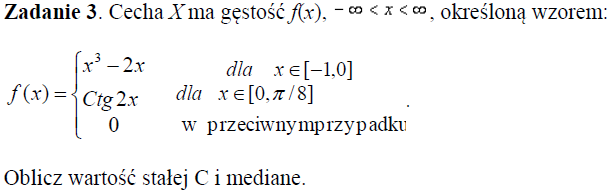 Zadanie 3. Cecha X ma gęstość f(x), −∞ < x < ∞, określoną wzorem:
x³ − 2x dla x ∈ [−1,0]
f(x) = { Ctg 2x dla x ∈ [0, π / 8]
0 w przeciwnymprzypadku .
Oblicz wartość stałej C i mediane.